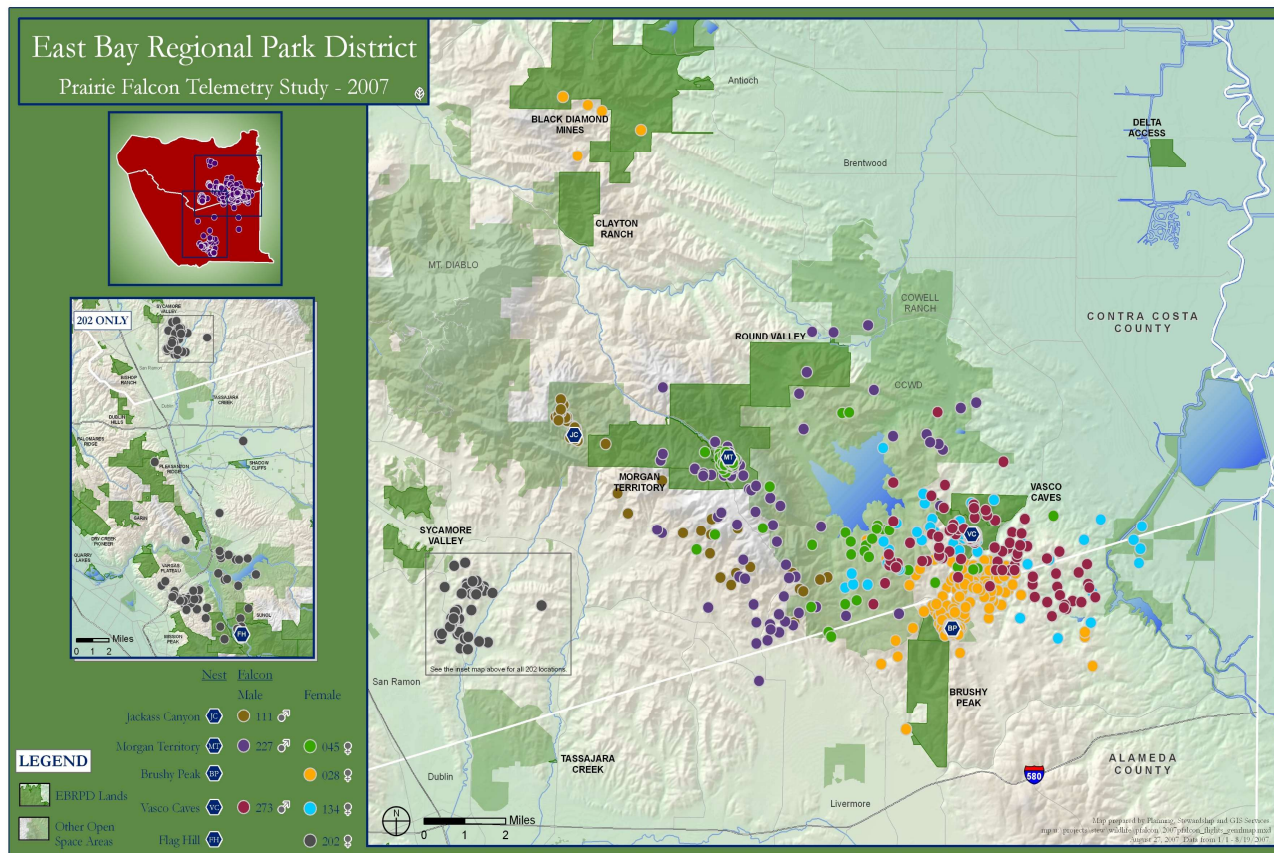 East Bay Regional Park District
Prairie Falcon Telemetry Study - 2007
202 ONLY
SYCAMORE
VALLEY
San Ramon
BISHOP
RANCH
TASSAJARA
CREEK
Dublin
DUBLIN
HILLS
PALOMARES
RIDGE
PLEASANTON
RIDGE
SHADOW
CLIFFS
GARIN
DRY CREEK
PIONEER
QUARRY
LAKES
VARGAS
PLATEAU
SUNOL
MISSION
PEAK
FH
Miles
0 1 2
Nest Falcon
Male Female
Jackass Canyon JC 111 ♂
Morgan Territory MT 227 ♂ 045 ♀
Brushy Peak BP 028 ♀
Vasco Caves VC 273 ♂ 134 ♀
Flag Hill FH 202 ♀
LEGEND
EBRPD Lands
Other Open
Space Areas
Antioch
BLACK DIAMOND
MINES
DELTA
ACCESS
Brentwood
CLAYTON
RANCH
MT. DIABLO
COWELL
RANCH
CONTRA COSTA
COUNTY
ROUND VALLEY
CCWD
JC
MT
MORGAN
TERRITORY
VASCO
CAVES
VC
SYCAMORE
VALLEY
BP
See the inset map above for all 202 locations.
San Ramon
BRUSHY
PEAK
TASSAJARA
CREEK
ALAMEDA
COUNTY
580
Dublin
Livermore
N
Miles
0 1 2
Map prepared by Planning, Stewardship and GIS Services
August 27, 2007. Data from 1/1 - 8/19/2007